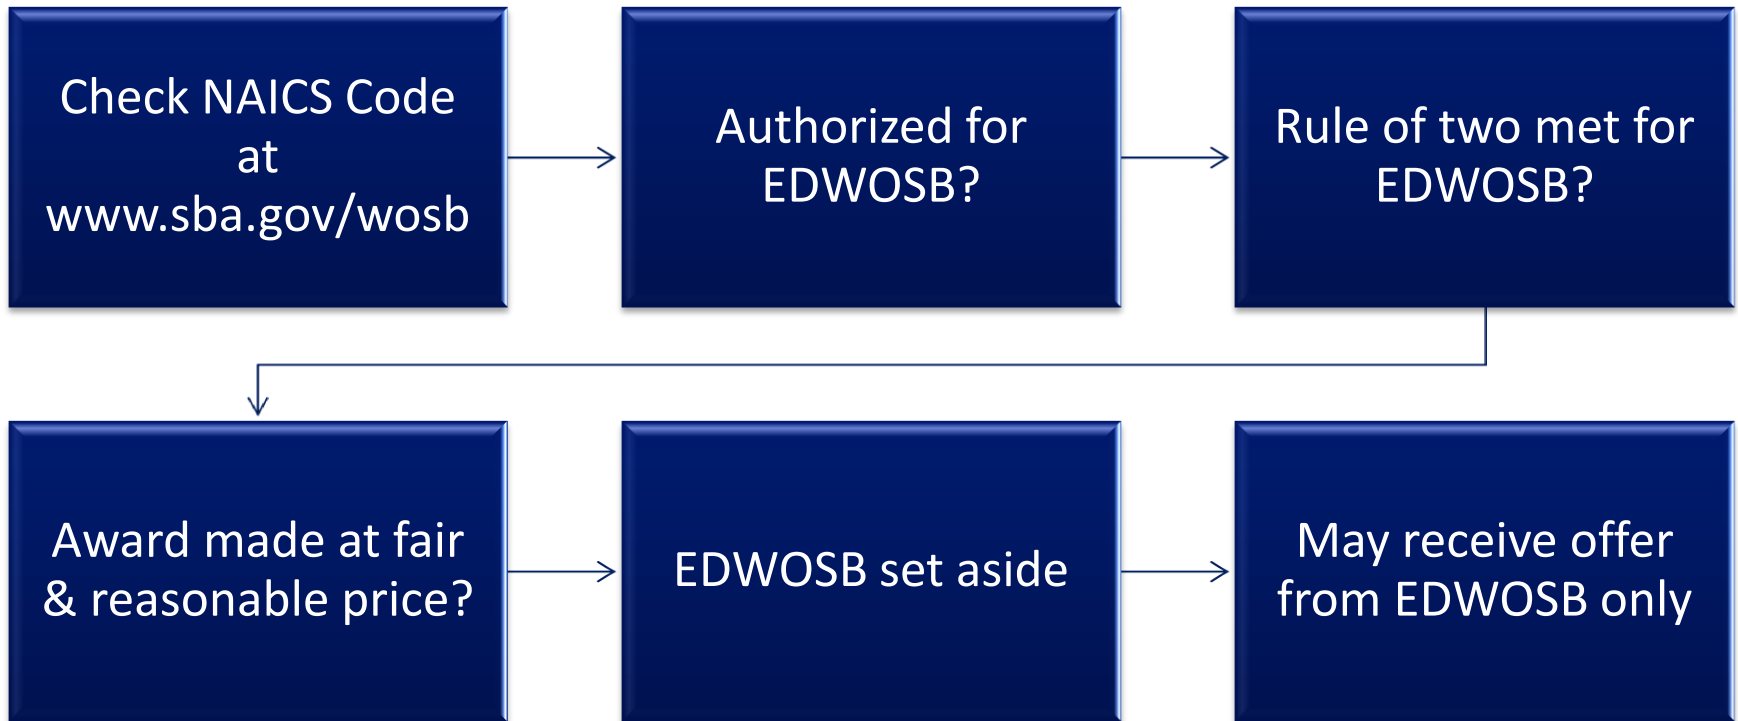 Check NAICS Code
at
www.sba.gov/wosb
Authorized for
EDWOSB?
Rule of two met for
EDWOSB?
Award made at fair
& reasonable price?
EDWOSB set aside
May receive offer
from EDWOSB only